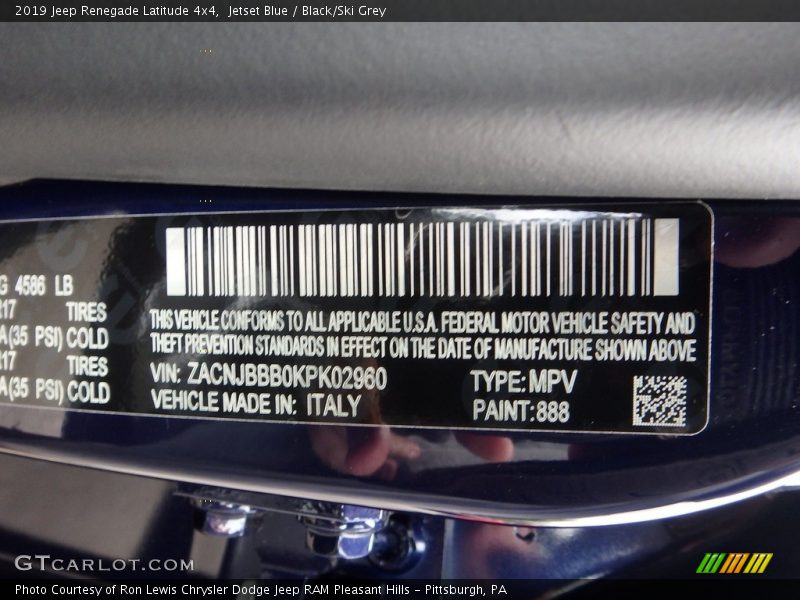 2019 Jeep Renegade Latitude 4x4, Jetset Blue / Black/Ski Grey
G 4586 LB
R17 TIRES
A(35 PSI) COLD
R17 TIRES
A(35 PSI) COLD
THIS VEHICLE CONFORMS TO ALL APPLICABLE U.S.A. FEDERAL MOTOR VEHICLE SAFETY AND
THEFT PREVENTION STANDARDS IN EFFECT ON THE DATE OF MANUFACTURE SHOWN ABOVE
VIN: ZACNJBBB0KPK02960 TYPE: MPV
VEHICLE MADE IN: ITALY PAINT: 888
GTCARLOT.COM
Photo Courtesy of Ron Lewis Chrysler Dodge Jeep RAM Pleasant Hills - Pittsburgh, PA